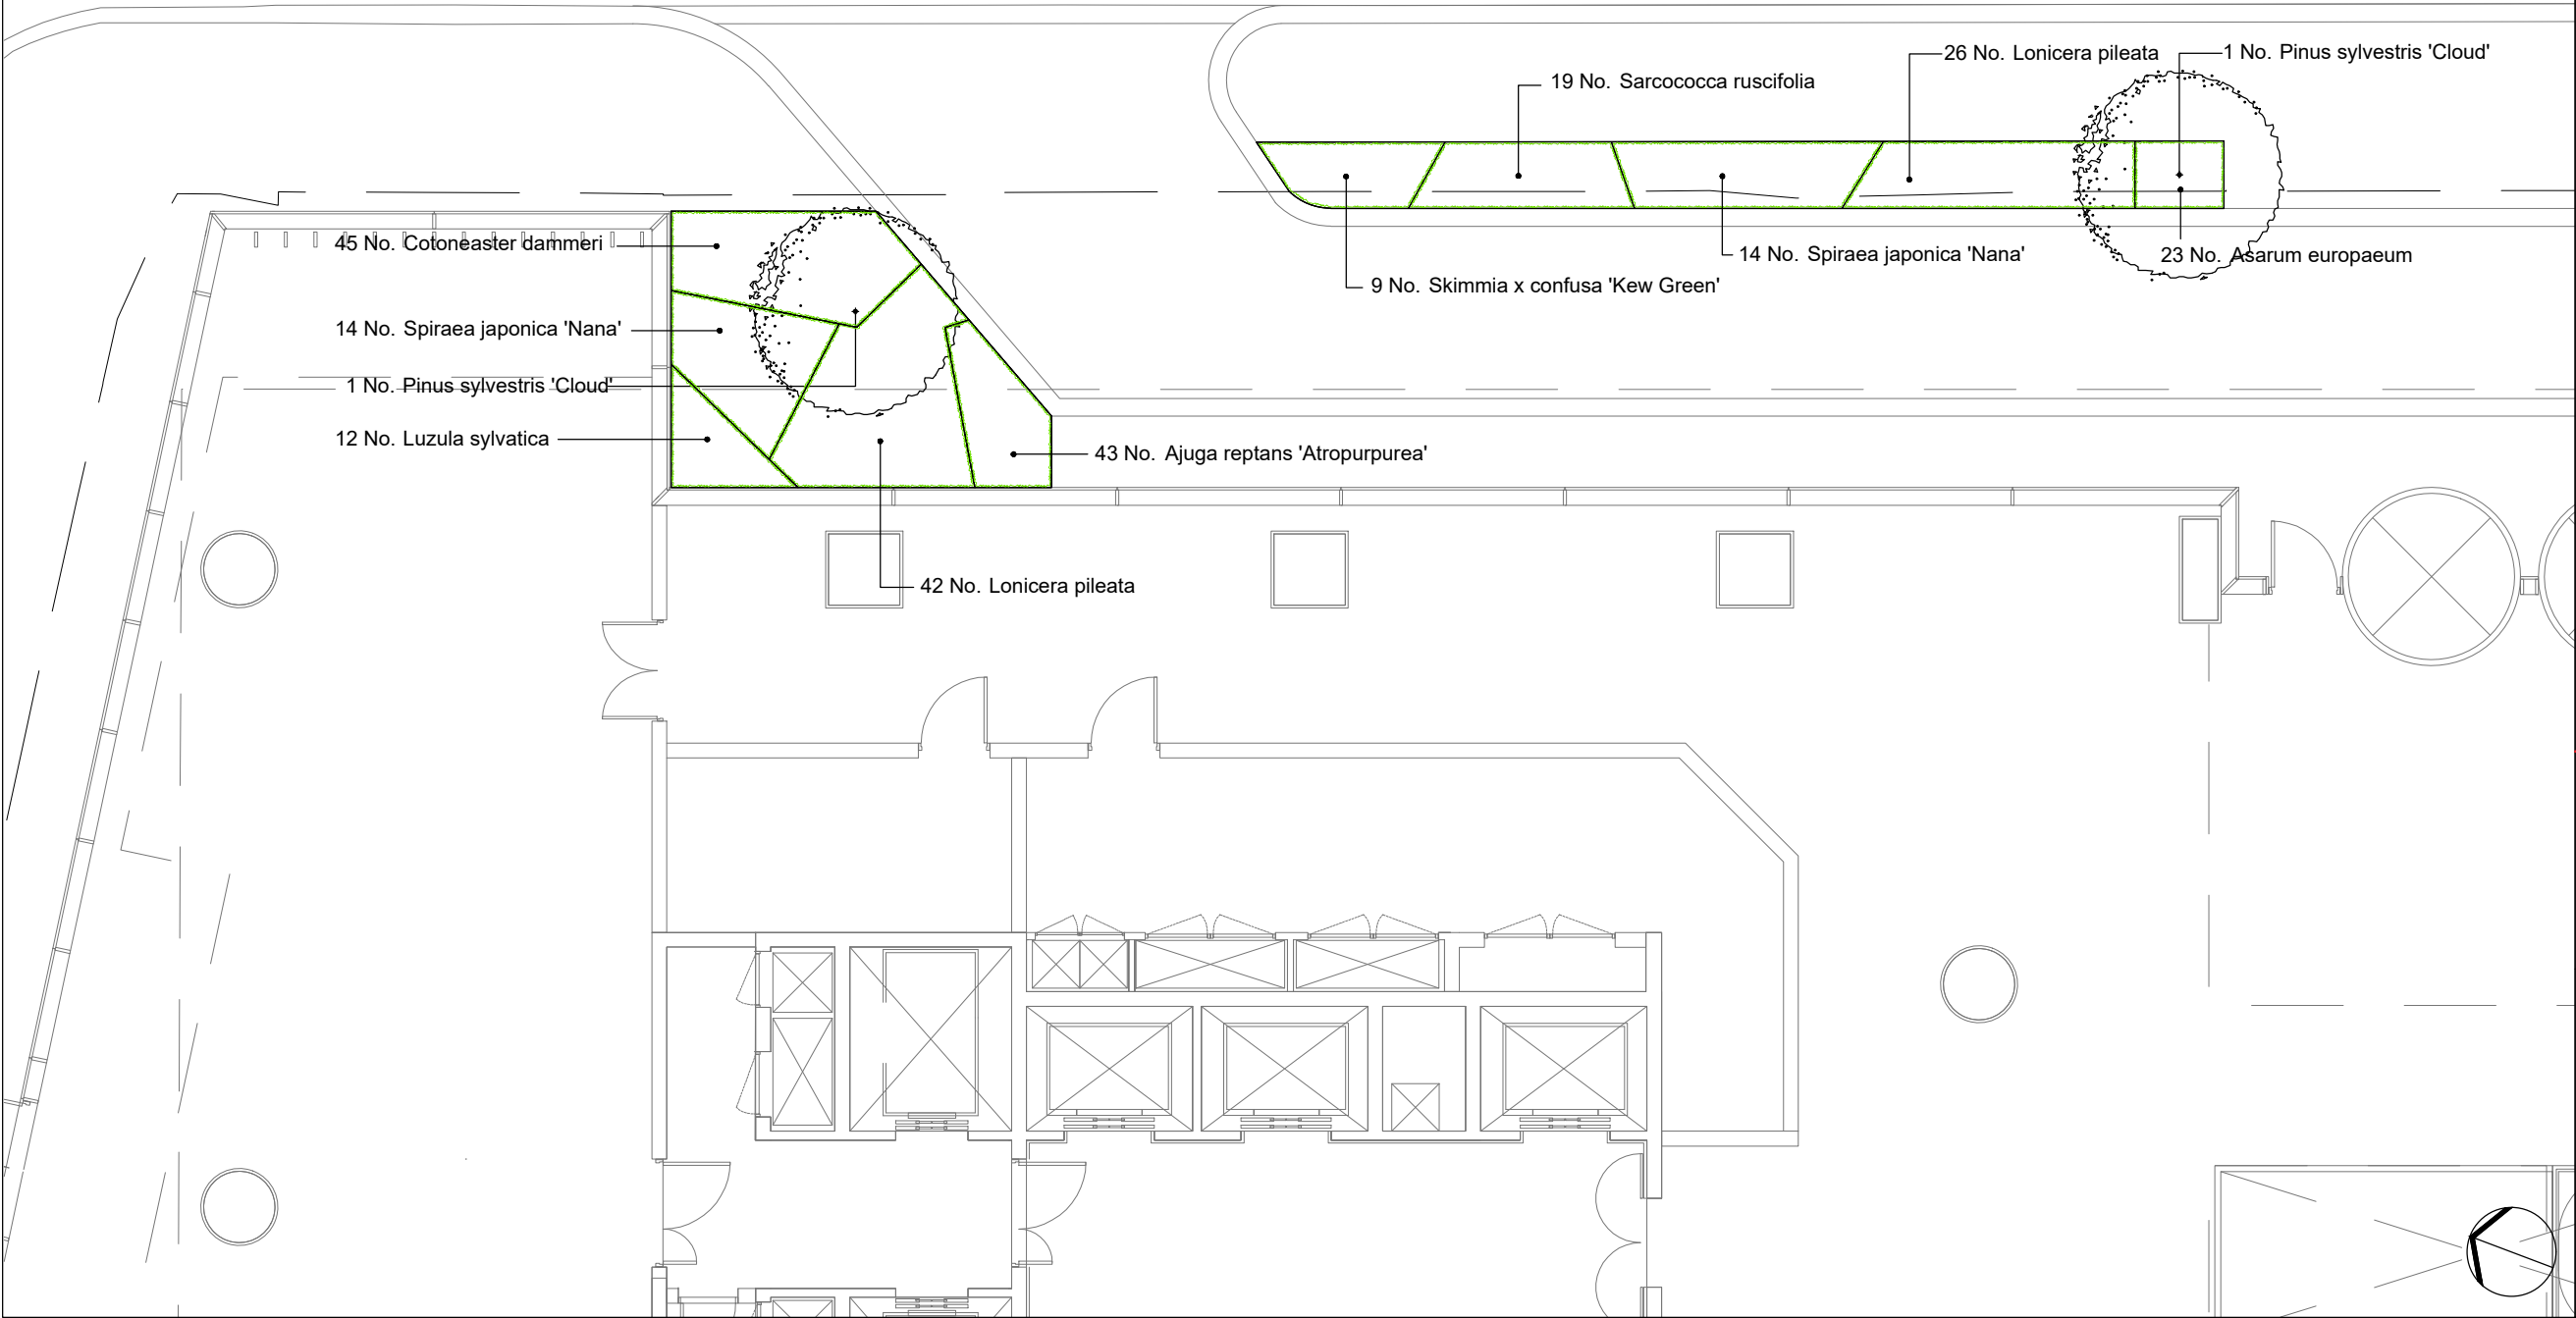 26 No. Lonicera pileata
1 No. Pinus sylvestris 'Cloud'
19 No. Sarcococca ruscifolia
45 No. Cotoneaster dammeri
14 No. Spiraea japonica 'Nana'
23 No. Asarum europaeum
9 No. Skimmia x confusa 'Kew Green'
14 No. Spiraea japonica 'Nana'
1 No. Pinus sylvestris 'Cloud'
12 No. Luzula sylvatica
43 No. Ajuga reptans 'Atropurpurea'
42 No. Lonicera pileata